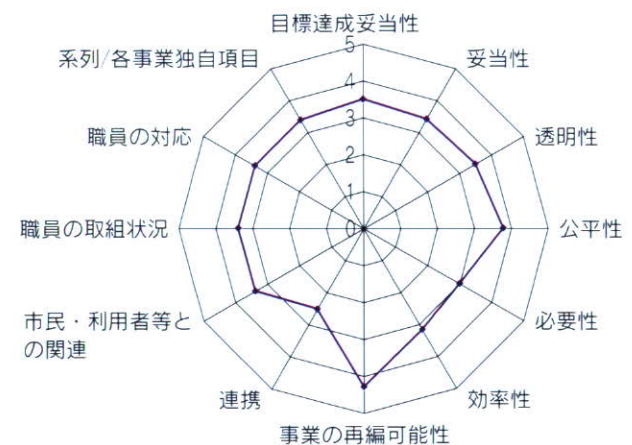 目標達成妥当性
妥当性
透明性
公平性
必要性
効率性
事業の再編可能性
連携
市民・利用者等と
の関連
職員の取組状況
職員の対応
系列/各事業独自項目
5
4
3
2
1
0